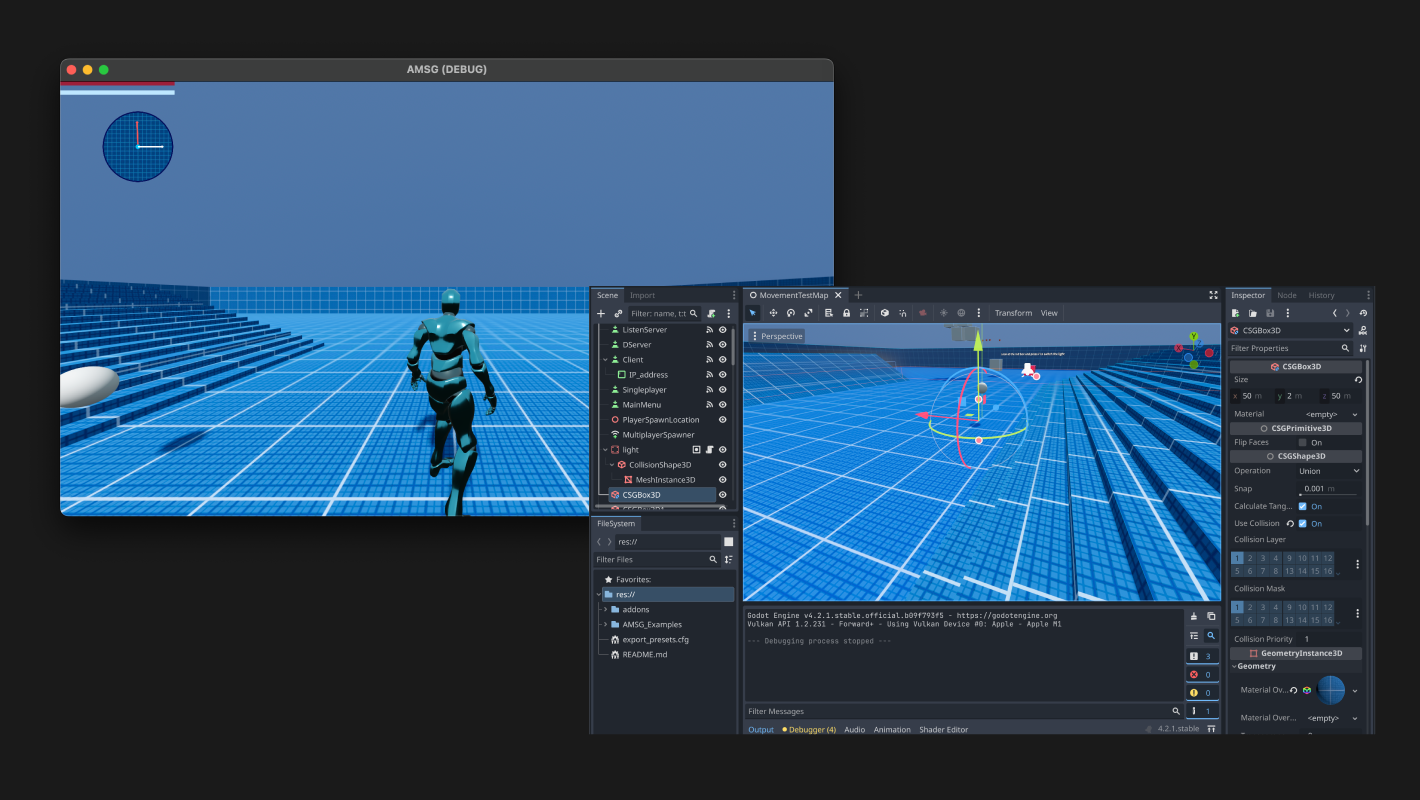 AMSG (DEBUG)
Scene
Import
Filter: name, t:t
ListenServer
DServer
Client
IP_address
Singleplayer
MainMenu
PlayerSpawnLocation
MultiplayerSpawner
light
CollisionShape3D
MeshInstance3D
CSGBox3D
FileSystem
res://
Filter Files
Favorites:
res://
addons
AMSG_Examples
export_presets.cfg
README.md
MovementTestMap
Transform View
Perspective
Y
X
Godot Engine v4.2.1.stable.official.b09f793f5 - https://godotengine.org
Vulkan API 1.2.231 - Forward+ - Using Vulkan Device #0: Apple - Apple M1
--- Debugging process stopped ---
3
0
0
1
Filter Messages
Output Debugger (4) Audio Animation Shader Editor 4.2.1.stable
Inspector Node History
CSGBox3D
Filter Properties
CSGBox3D
Size
x 50 m y 2 m z 50 m
Material <empty>
CSGPrimitive3D
Flip Faces On
CSGShape3D
Operation Union
Snap 0.001 m
Calculate Tang... On
Use Collision On
Collision Layer
1 2 3 4 9 10 11 12
5 6 7 8 13 14 15 16
Collision Mask
1 2 3 4 9 10 11 12
5 6 7 8 13 14 15 16
Collision Priority 1
GeometryInstance3D
Geometry
Material Ov...
Material Over... <empty>